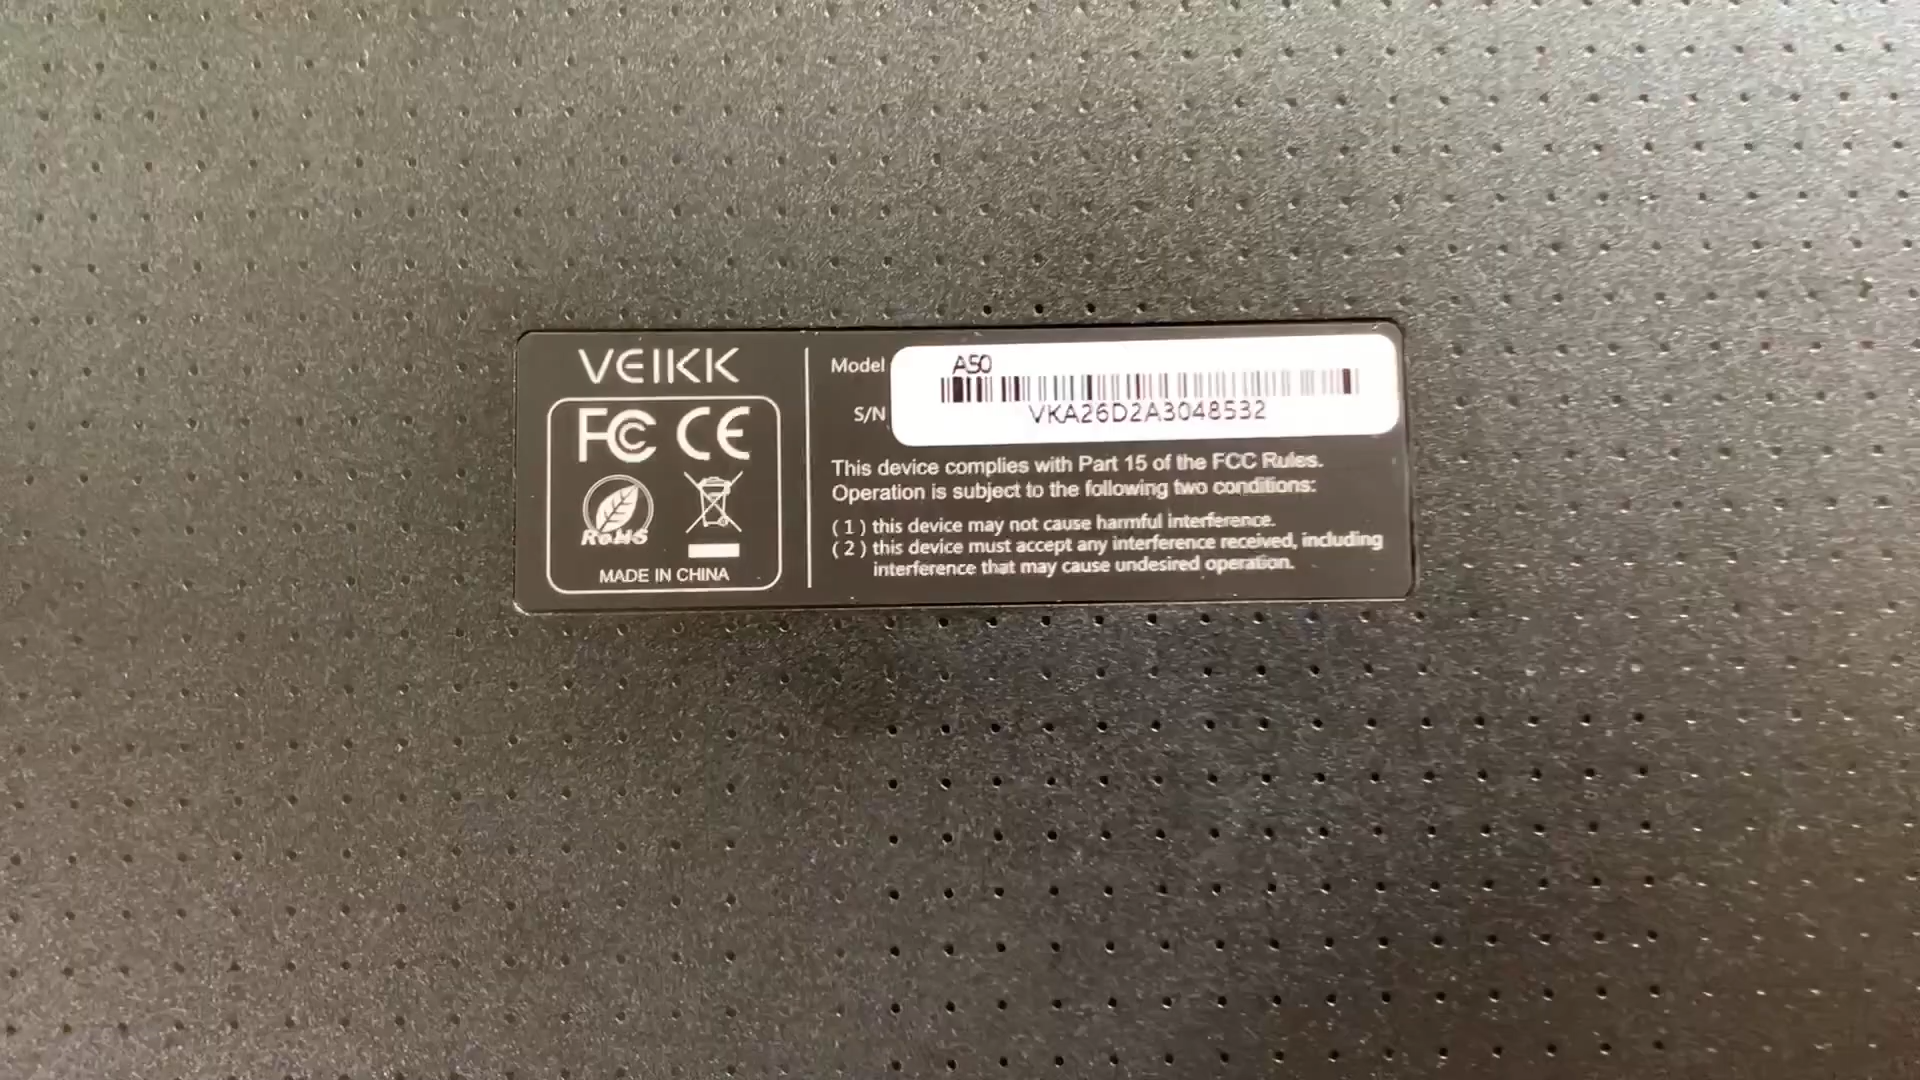 VEIKK
FC CE
RoHS
MADE IN CHINA
Model A50
S/N VKA26D2A3048532
This device complies with Part 15 of the FCC Rules.
Operation is subject to the following two conditions:
( 1 ) this device may not cause harmful interference.
( 2 ) this device must accept any interference received, including
interference that may cause undesired operation.